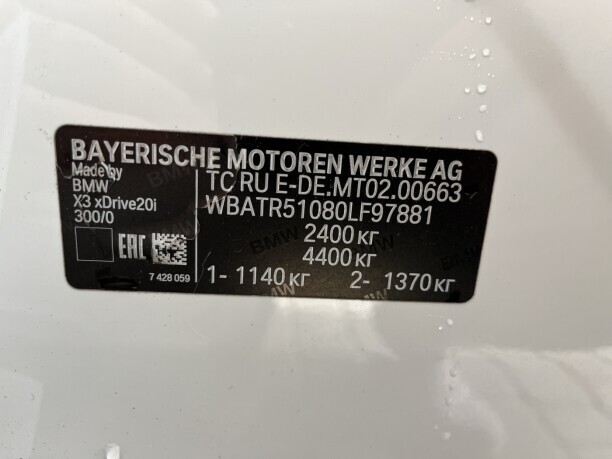 BAYERISCHE MOTOREN WERKE AG
Made by
BMW
X3 xDrive20i
300/0
EAC
7 428 059
TC RU E-DE.MT02.00663
WBATR51080LF97881
2400 кг
4400 кг
1- 1140 кг 2- 1370 кг